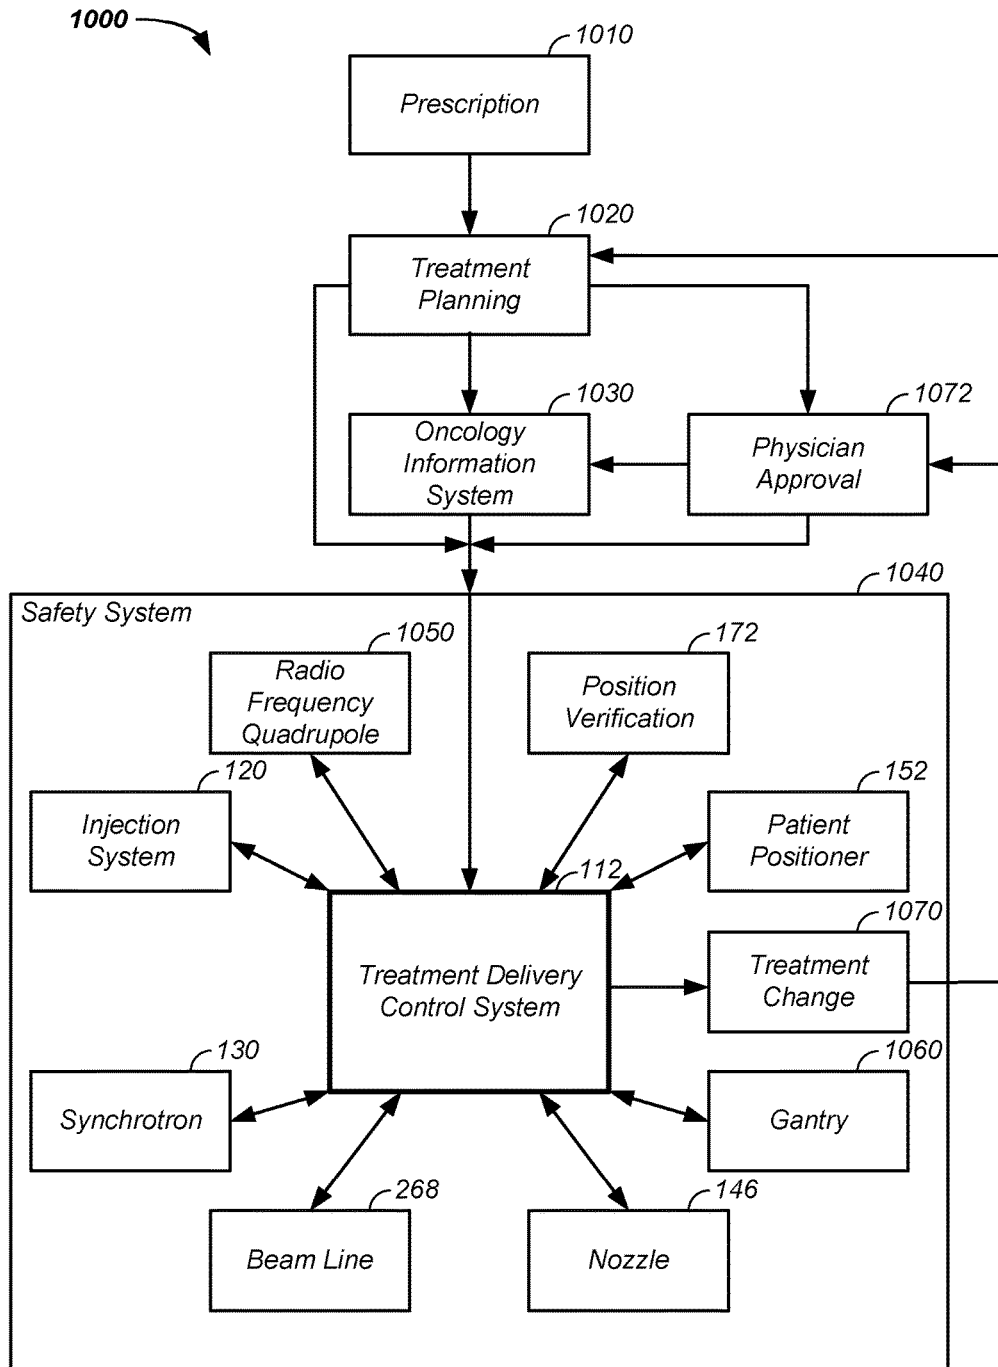 1000
1010
Prescription
1020
Treatment
Planning
1030
Oncology
Information
System
1072
Physician
Approval
1040
Safety System
1050
Radio
Frequency
Quadrupole
172
Position
Verification
120
Injection
System
152
Patient
Positioner
112
Treatment Delivery
Control System
1070
Treatment
Change
130
Synchrotron
1060
Gantry
268
Beam Line
146
Nozzle